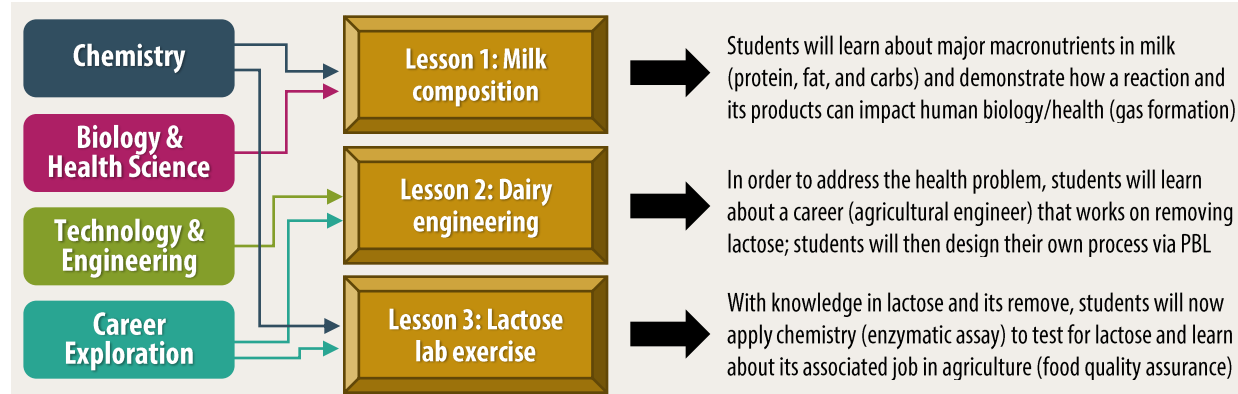 Chemistry
Biology &
Health Science
Technology &
Engineering
Career
Exploration
Lesson 1: Milk
composition
Lesson 2: Dairy
engineering
Lesson 3: Lactose
lab exercise
Students will learn about major macronutrients in milk
(protein, fat, and carbs) and demonstrate how a reaction and
its products can impact human biology/health (gas formation)
In order to address the health problem, students will learn
about a career (agricultural engineer) that works on removing
lactose; students will then design their own process via PBL
With knowledge in lactose and its remove, students will now
apply chemistry (enzymatic assay) to test for lactose and learn
about its associated job in agriculture (food quality assurance)